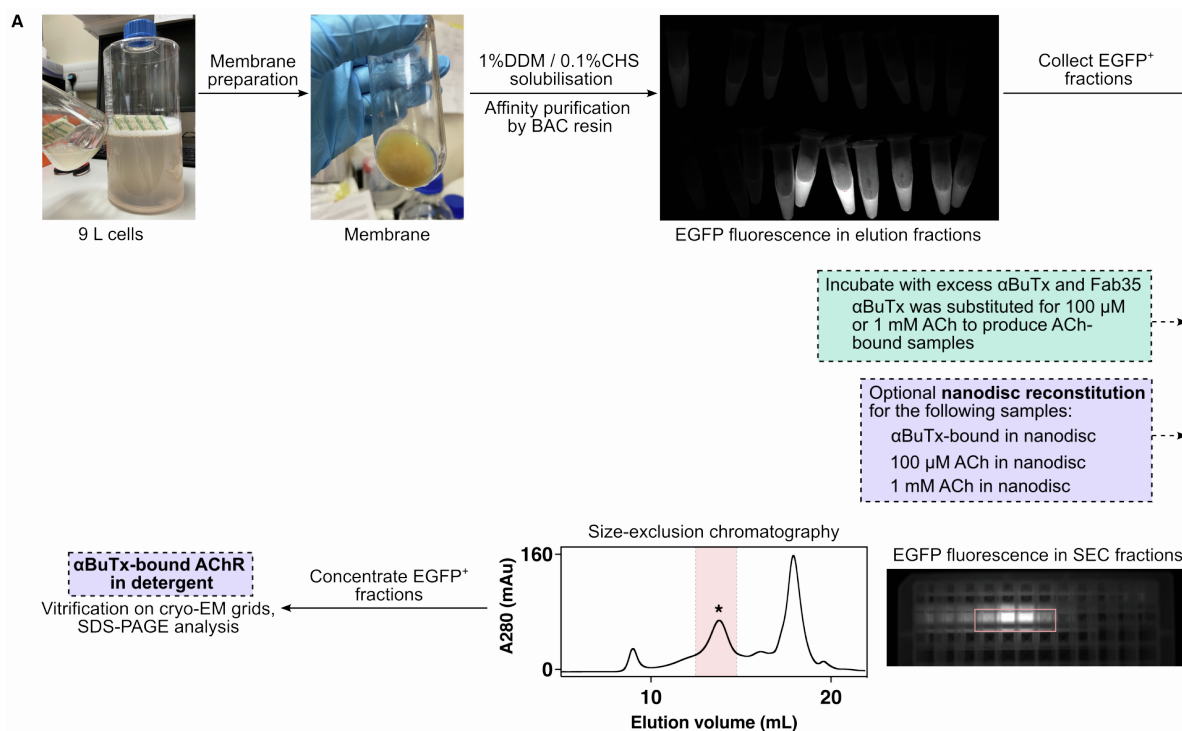 A
Membrane
preparation
1%DDM / 0.1%CHS
solubilisation
Affinity purification
by BAC resin
Collect EGFP⁺
fractions
9 L cells
Membrane
EGFP fluorescence in elution fractions
Incubate with excess αBuTx and Fab35
αBuTx was substituted for 100 µM
or 1 mM ACh to produce ACh-
bound samples
Optional nanodisc reconstitution
for the following samples:
αBuTx-bound in nanodisc
100 µM ACh in nanodisc
1 mM ACh in nanodisc
Size-exclusion chromatography
EGFP fluorescence in SEC fractions
160
0
A280 (mAu)
*
10
20
Elution volume (mL)
Concentrate EGFP⁺
fractions
αBuTx-bound AChR
in detergent
Vitrification on cryo-EM grids,
SDS-PAGE analysis